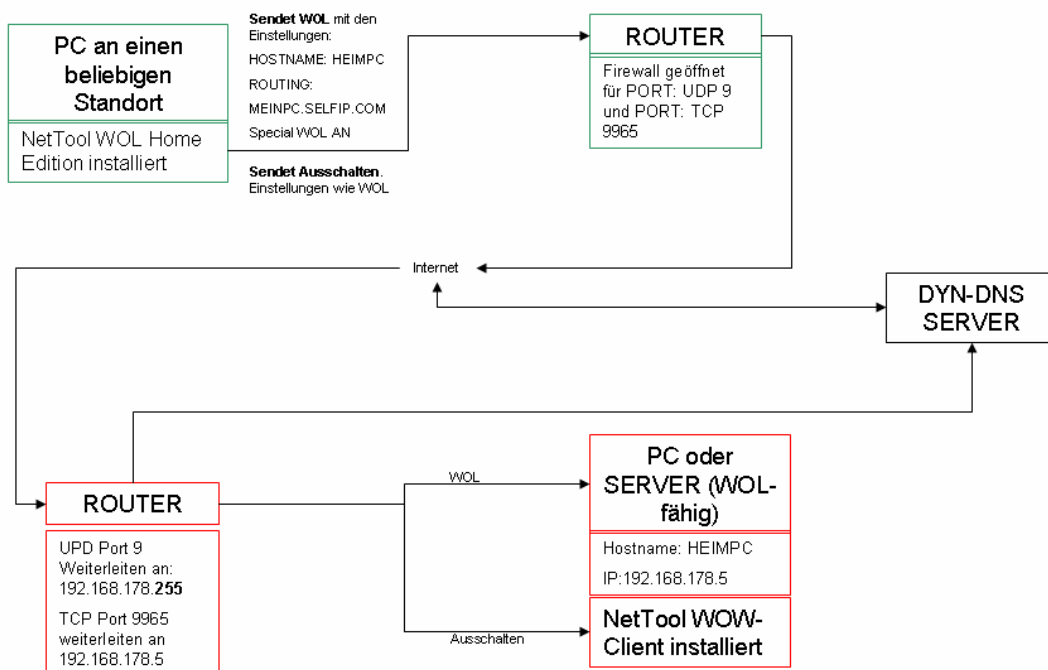 PC an einen
beliebigen
Standort
NetTool WOL Home
Edition installiert
Sendet WOL mit den
Einstellungen:
HOSTNAME: HEIMPC
ROUTING:
MEINPC.SELFIP.COM
Special WOL AN
Sendet Ausschalten.
Einstellungen wie WOL
ROUTER
Firewall geöffnet
für PORT: UDP 9
und PORT: TCP
9965
Internet
DYN-DNS
SERVER
ROUTER
UPD Port 9
Weiterleiten an:
192.168.178.255
TCP Port 9965
weiterleiten an
192.168.178.5
WOL
Ausschalten
PC oder
SERVER (WOL-
fähig)
Hostname: HEIMPC
IP:192.168.178.5
NetTool WOW-
Client installiert